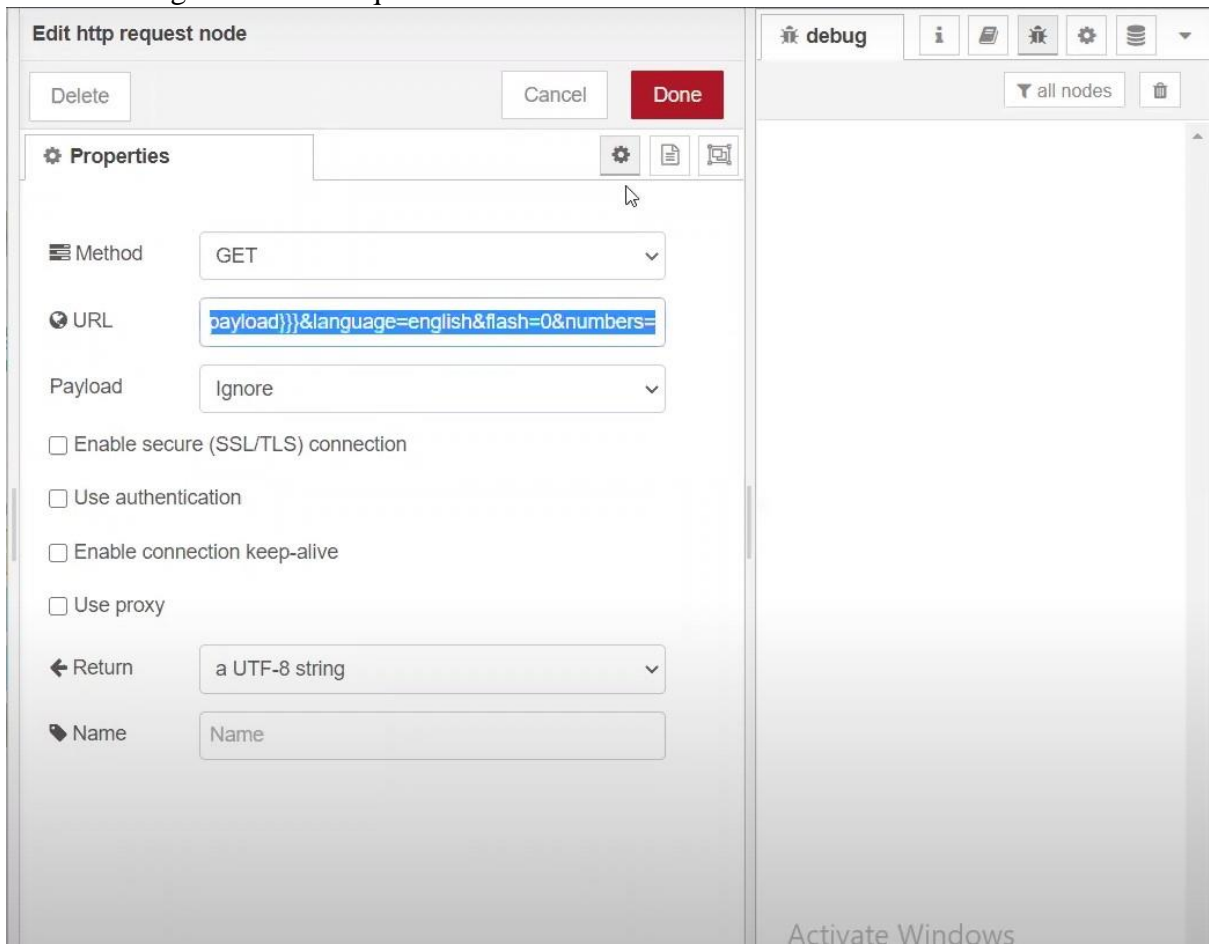 Edit http request node
debug
i
Delete
Cancel
Done
all nodes
Properties
Method
GET
URL
payload}}}&language=english&flash=0&numbers=
Payload
Ignore
Enable secure (SSL/TLS) connection
Use authentication
Enable connection keep-alive
Use proxy
Return
a UTF-8 string
Name
Name
Activate Windows